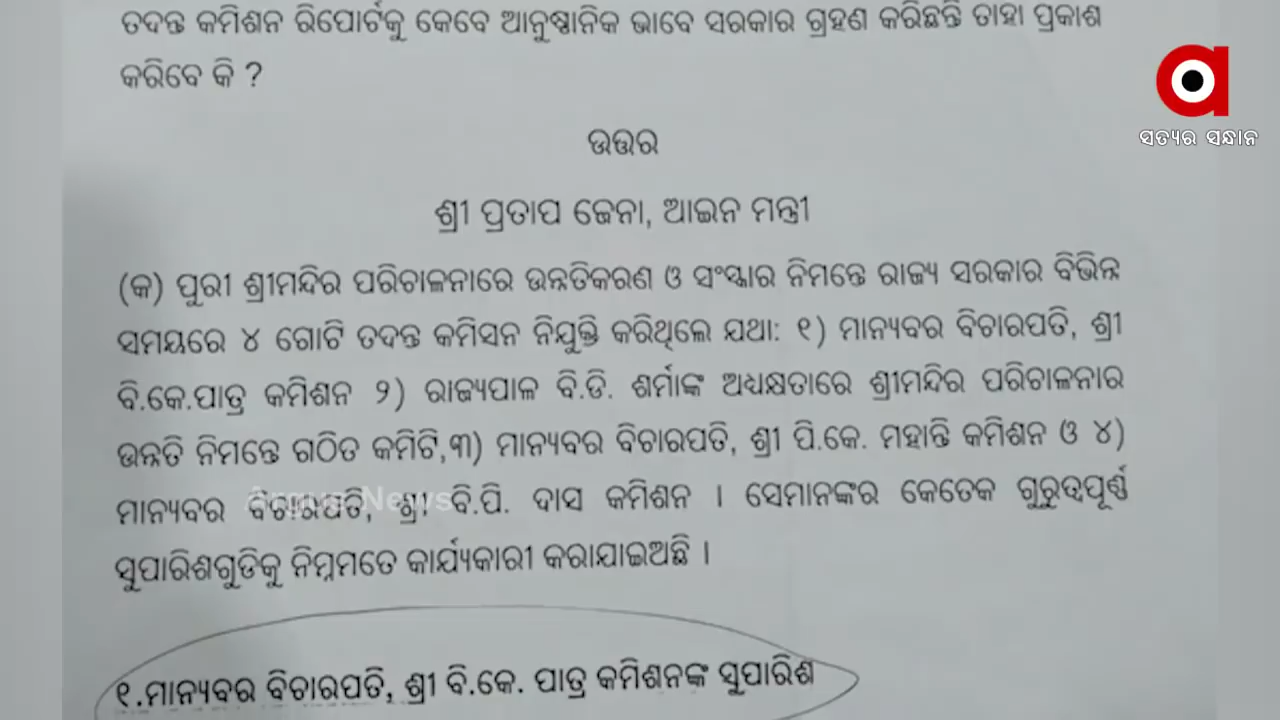 ତଦନ୍ତ କମିଶନ ରିପୋର୍ଟକୁ କେବେ ଆନୁଷ୍ଠାନିକ ଭାବେ ସରକାର ଗ୍ରହଣ କରିଛନ୍ତି ତାହା ପ୍ରକାଶ
କରିବେ କି ?
ସତ୍ୟର ସନ୍ଧାନ
ଉତ୍ତର
ଶ୍ରୀ ପ୍ରତାପ ଜେନା, ଆଇନ ମନ୍ତ୍ରୀ
(କ) ପୁରୀ ଶ୍ରୀମନ୍ଦିର ପରିଚାଳନାରେ ଉନ୍ନତିକରଣ ଓ ସଂସ୍କାର ନିମନ୍ତେ ରାଜ୍ୟ ସରକାର ବିଭିନ୍ନ
ସମୟରେ ୪ ଗୋଟି ତଦନ୍ତ କମିସନ ନିଯୁକ୍ତି କରିଥିଲେ ଯଥା: ୧) ମାନ୍ୟବର ବିଚାରପତି, ଶ୍ରୀ
ବି.କେ.ପାତ୍ର କମିଶନ ୨) ରାଜ୍ୟପାଳ ବି.ଡି. ଶର୍ମାଙ୍କ ଅଧ୍ୟକ୍ଷତାରେ ଶ୍ରୀମନ୍ଦିର ପରିଚାଳନାର
ଉନ୍ନତି ନିମନ୍ତେ ଗଠିତ କମିଟି,୩) ମାନ୍ୟବର ବିଚାରପତି, ଶ୍ରୀ ପି.କେ. ମହାନ୍ତି କମିଶନ ଓ ୪)
ମାନ୍ୟବର ବିଚାରପତି, ଶ୍ରୀ ବି.ପି. ଦାସ କମିଶନ । ସେମାନଙ୍କର କେତେକ ଗୁରୁତ୍ୱପୂର୍ଣ୍ଣ
Argus News
ସୁପାରିଶଗୁଡିକୁ ନିମ୍ନମତେ କାର୍ଯ୍ୟକାରୀ କରାଯାଇଅଛି ।
୧.ମାନ୍ୟବର ବିଚାରପତି, ଶ୍ରୀ ବି.କେ. ପାତ୍ର କମିଶନଙ୍କ ସୁପାରିଶ